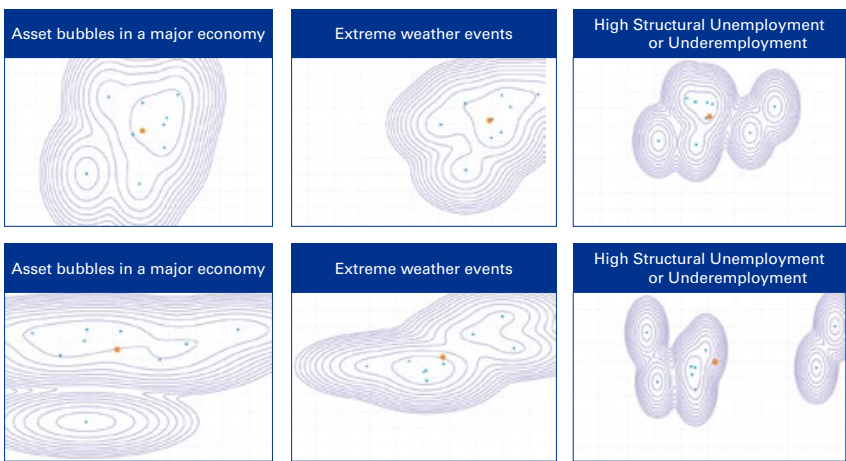 Asset bubbles in a major economy
Extreme weather events
High Structural Unemployment
or Underemployment
Asset bubbles in a major economy
Extreme weather events
High Structural Unemployment
or Underemployment